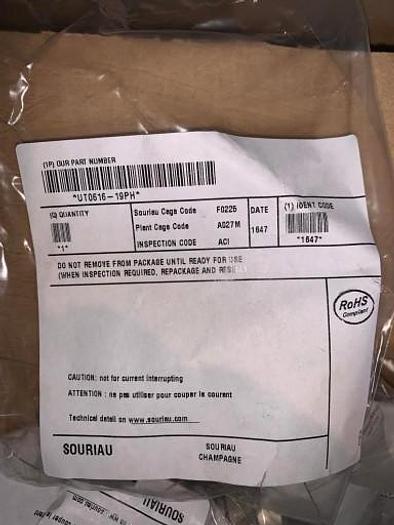 (1P) OUR PART NUMBER
*UT0616-19PH*
(Q) QUANTITY
*1*
Souriau Cage Code F0225
Plant Cage Code A027M
INSPECTION CODE ACI
DATE
1647
(1) IDENT CODE
*1647*
DO NOT REMOVE FROM PACKAGE UNTIL READY FOR USE
(WHEN INSPECTION REQUIRED, REPACKAGE AND
RoHS
Compliant
CAUTION: not for current interrupting
ATTENTION : ne pas utiliser pour couper le courant
Technical detail on www.souriau.com
SOURIAU
SOURIAU
CHAMPAGNE
SOURIAU